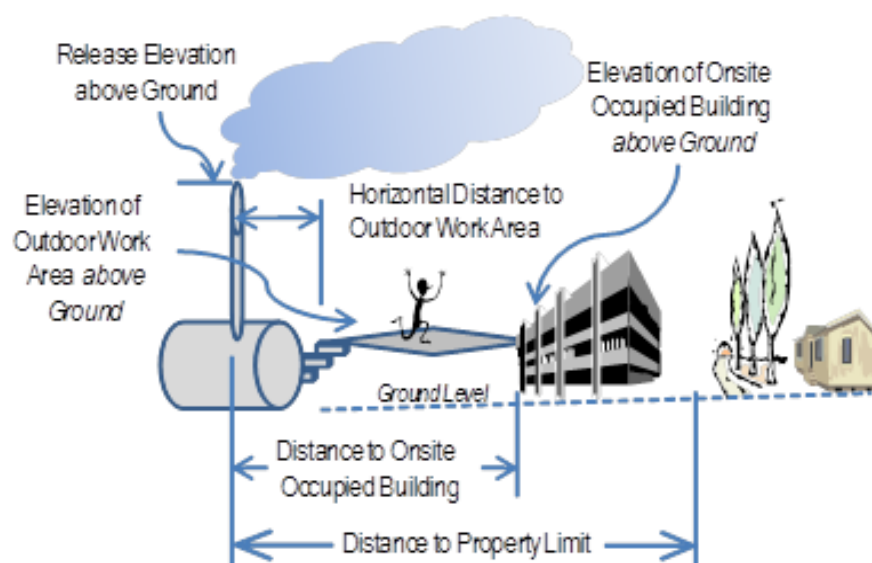 Release Elevation
above Ground
Elevation of Onsite
Occupied Building
above Ground
Elevation of
Outdoor Work
Area above
Ground
Horizontal Distance to
Outdoor Work Area
Ground Level
Distance to Onsite
Occupied Building
Distance to Property Limit